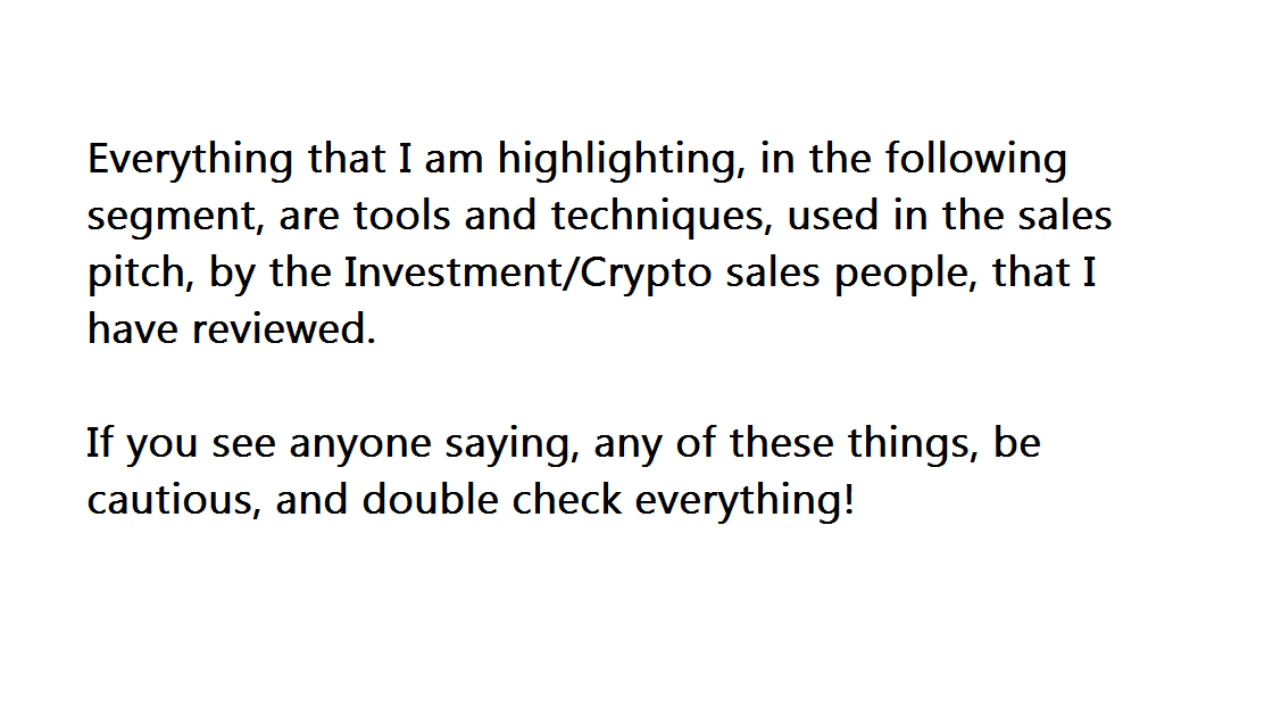 Everything that I am highlighting, in the following
segment, are tools and techniques, used in the sales
pitch, by the Investment/Crypto sales people, that I
have reviewed.
If you see anyone saying, any of these things, be
cautious, and double check everything!